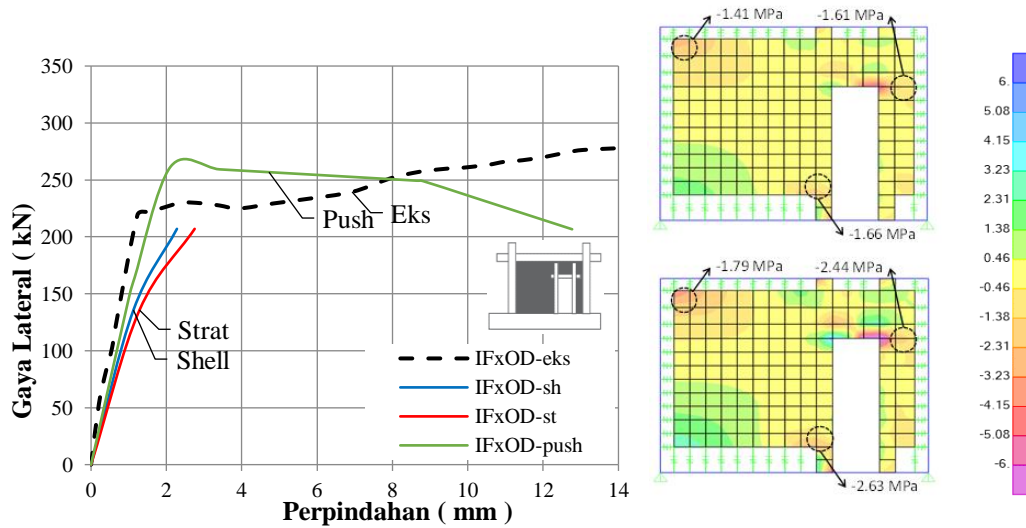 Gaya Lateral ( kN )
350
300
250
200
150
100
50
0
0 2 4 6 8 10 12 14
Perpindahan ( mm )
Push
Eks
Strat
Shell
IFxOD-eks
IFxOD-sh
IFxOD-st
IFxOD-push
-1.41 MPa
-1.61 MPa
-1.66 MPa
-1.79 MPa
-2.44 MPa
-2.63 MPa
6.
5.08
4.15
3.23
2.31
1.38
0.46
-0.46
-1.38
-2.31
-3.23
-4.15
-5.08
-6.